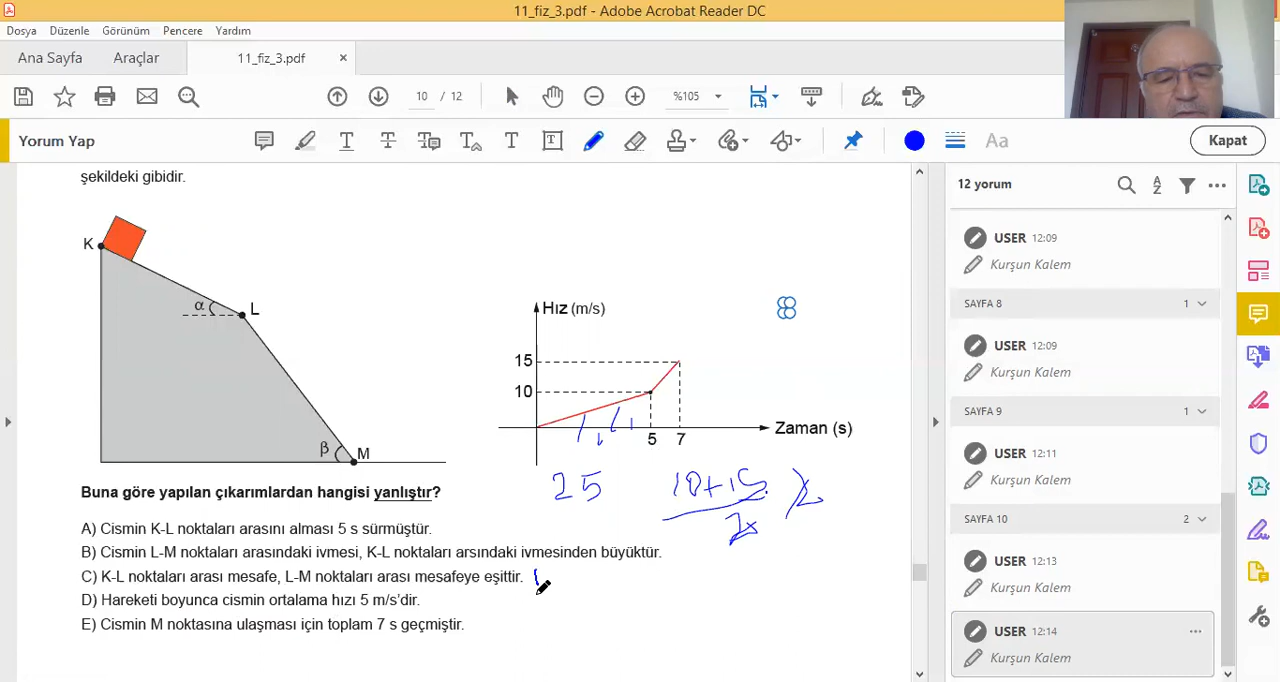 11_fiz_3.pdf - Adobe Acrobat Reader DC
Dosya Düzenle Görünüm Pencere Yardım
Ana Sayfa Araçlar 11_fiz_3.pdf ×
10 / 12 %105
Yorum Yap Aa Kapat
şekildeki gibidir.
K
α L
β M
Hız (m/s)
15
10
5 7 Zaman (s)
25 10+15 2
2
Buna göre yapılan çıkarımlardan hangisi yanlıştır?
A) Cismin K-L noktaları arasını alması 5 s sürmüştür.
B) Cismin L-M noktaları arasındaki ivmesi, K-L noktaları arsındaki ivmesinden büyüktür.
C) K-L noktaları arası mesafe, L-M noktaları arası mesafeye eşittir.
D) Hareketi boyunca cismin ortalama hızı 5 m/s'dir.
E) Cismin M noktasına ulaşması için toplam 7 s geçmiştir.
12 yorum
USER 12:09
Kurşun Kalem
SAYFA 8 1
USER 12:09
Kurşun Kalem
SAYFA 9 1
USER 12:11
Kurşun Kalem
SAYFA 10 2
USER 12:13
Kurşun Kalem
USER 12:14
Kurşun Kalem